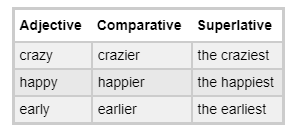 Adjective Comparative Superlative
crazy crazier the craziest
happy happier the happiest
early earlier the earliest